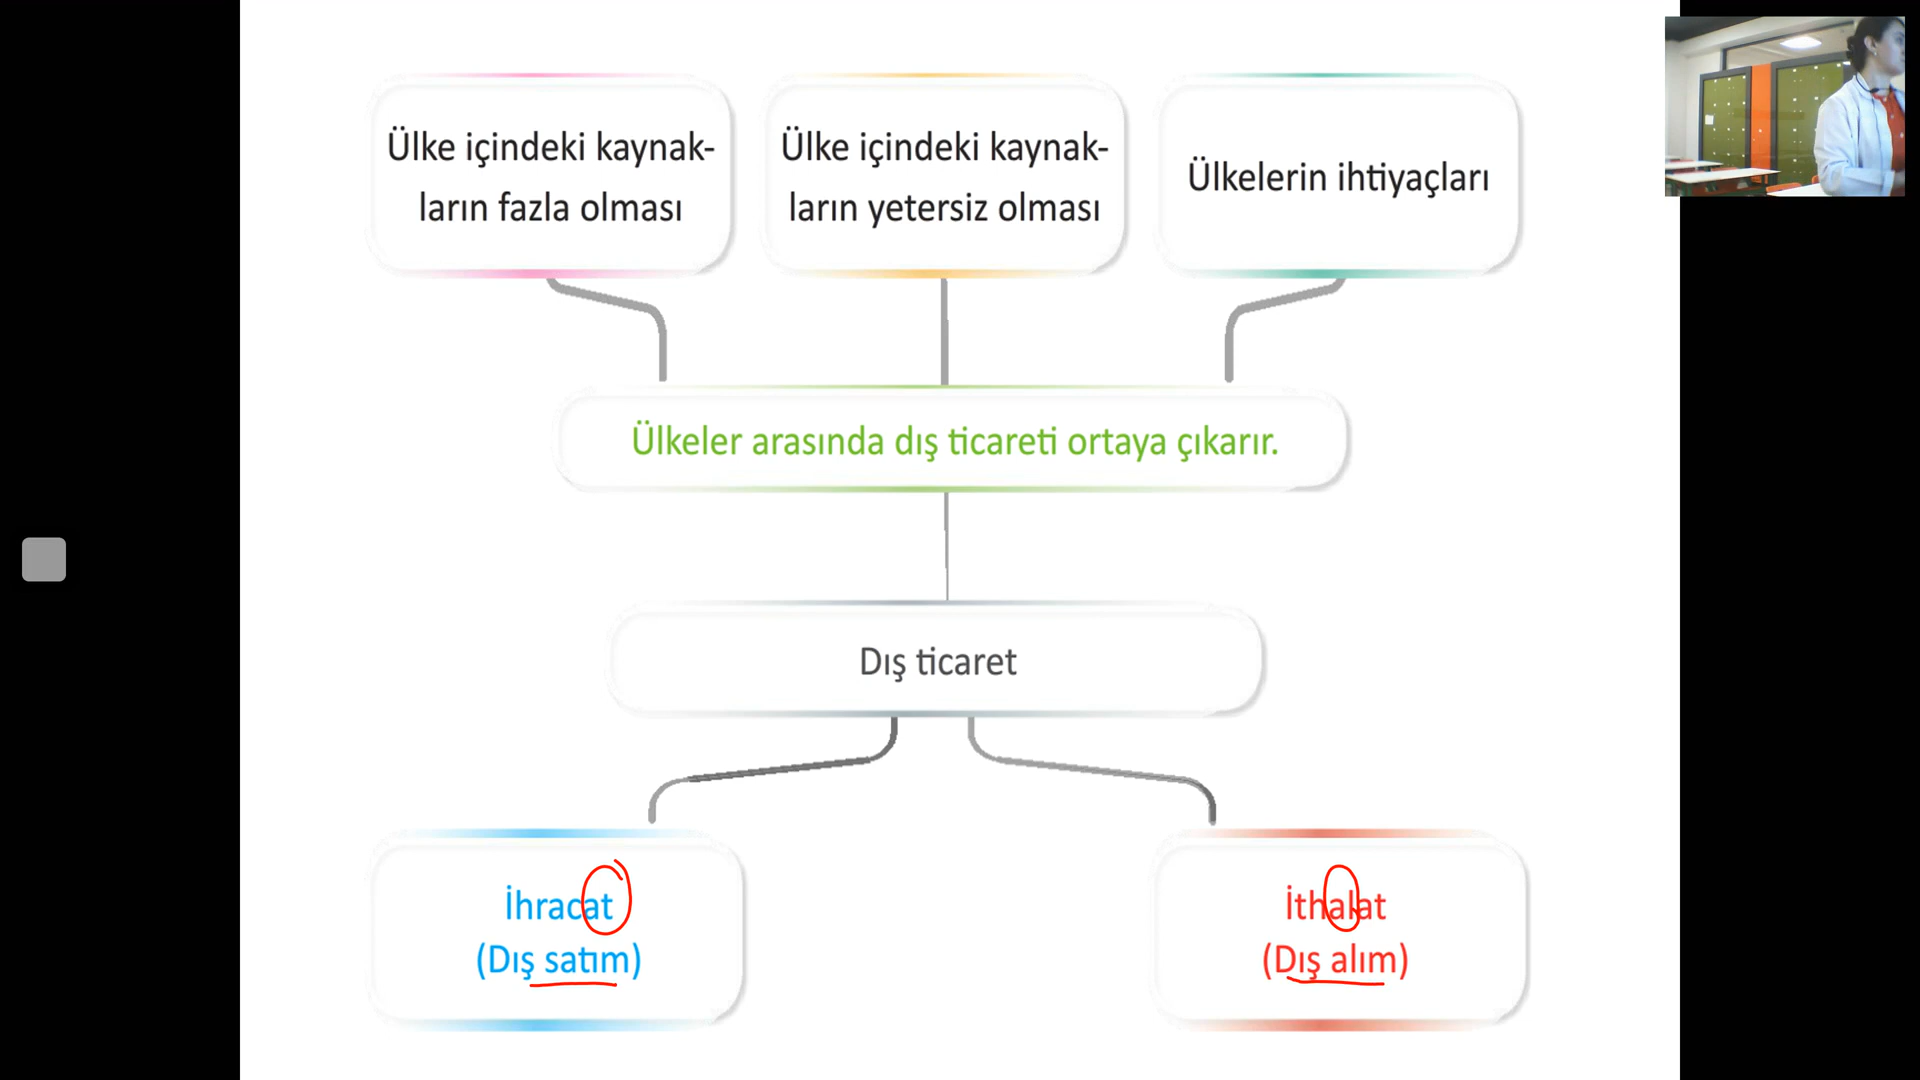 Ülke içindeki kaynak-
ların fazla olması
Ülke içindeki kaynak-
ların yetersiz olması
Ülkelerin ihtiyaçları
Ülkeler arasında dış ticareti ortaya çıkarır.
Dış ticaret
İhracat
(Dış satım)
İthalat
(Dış alım)